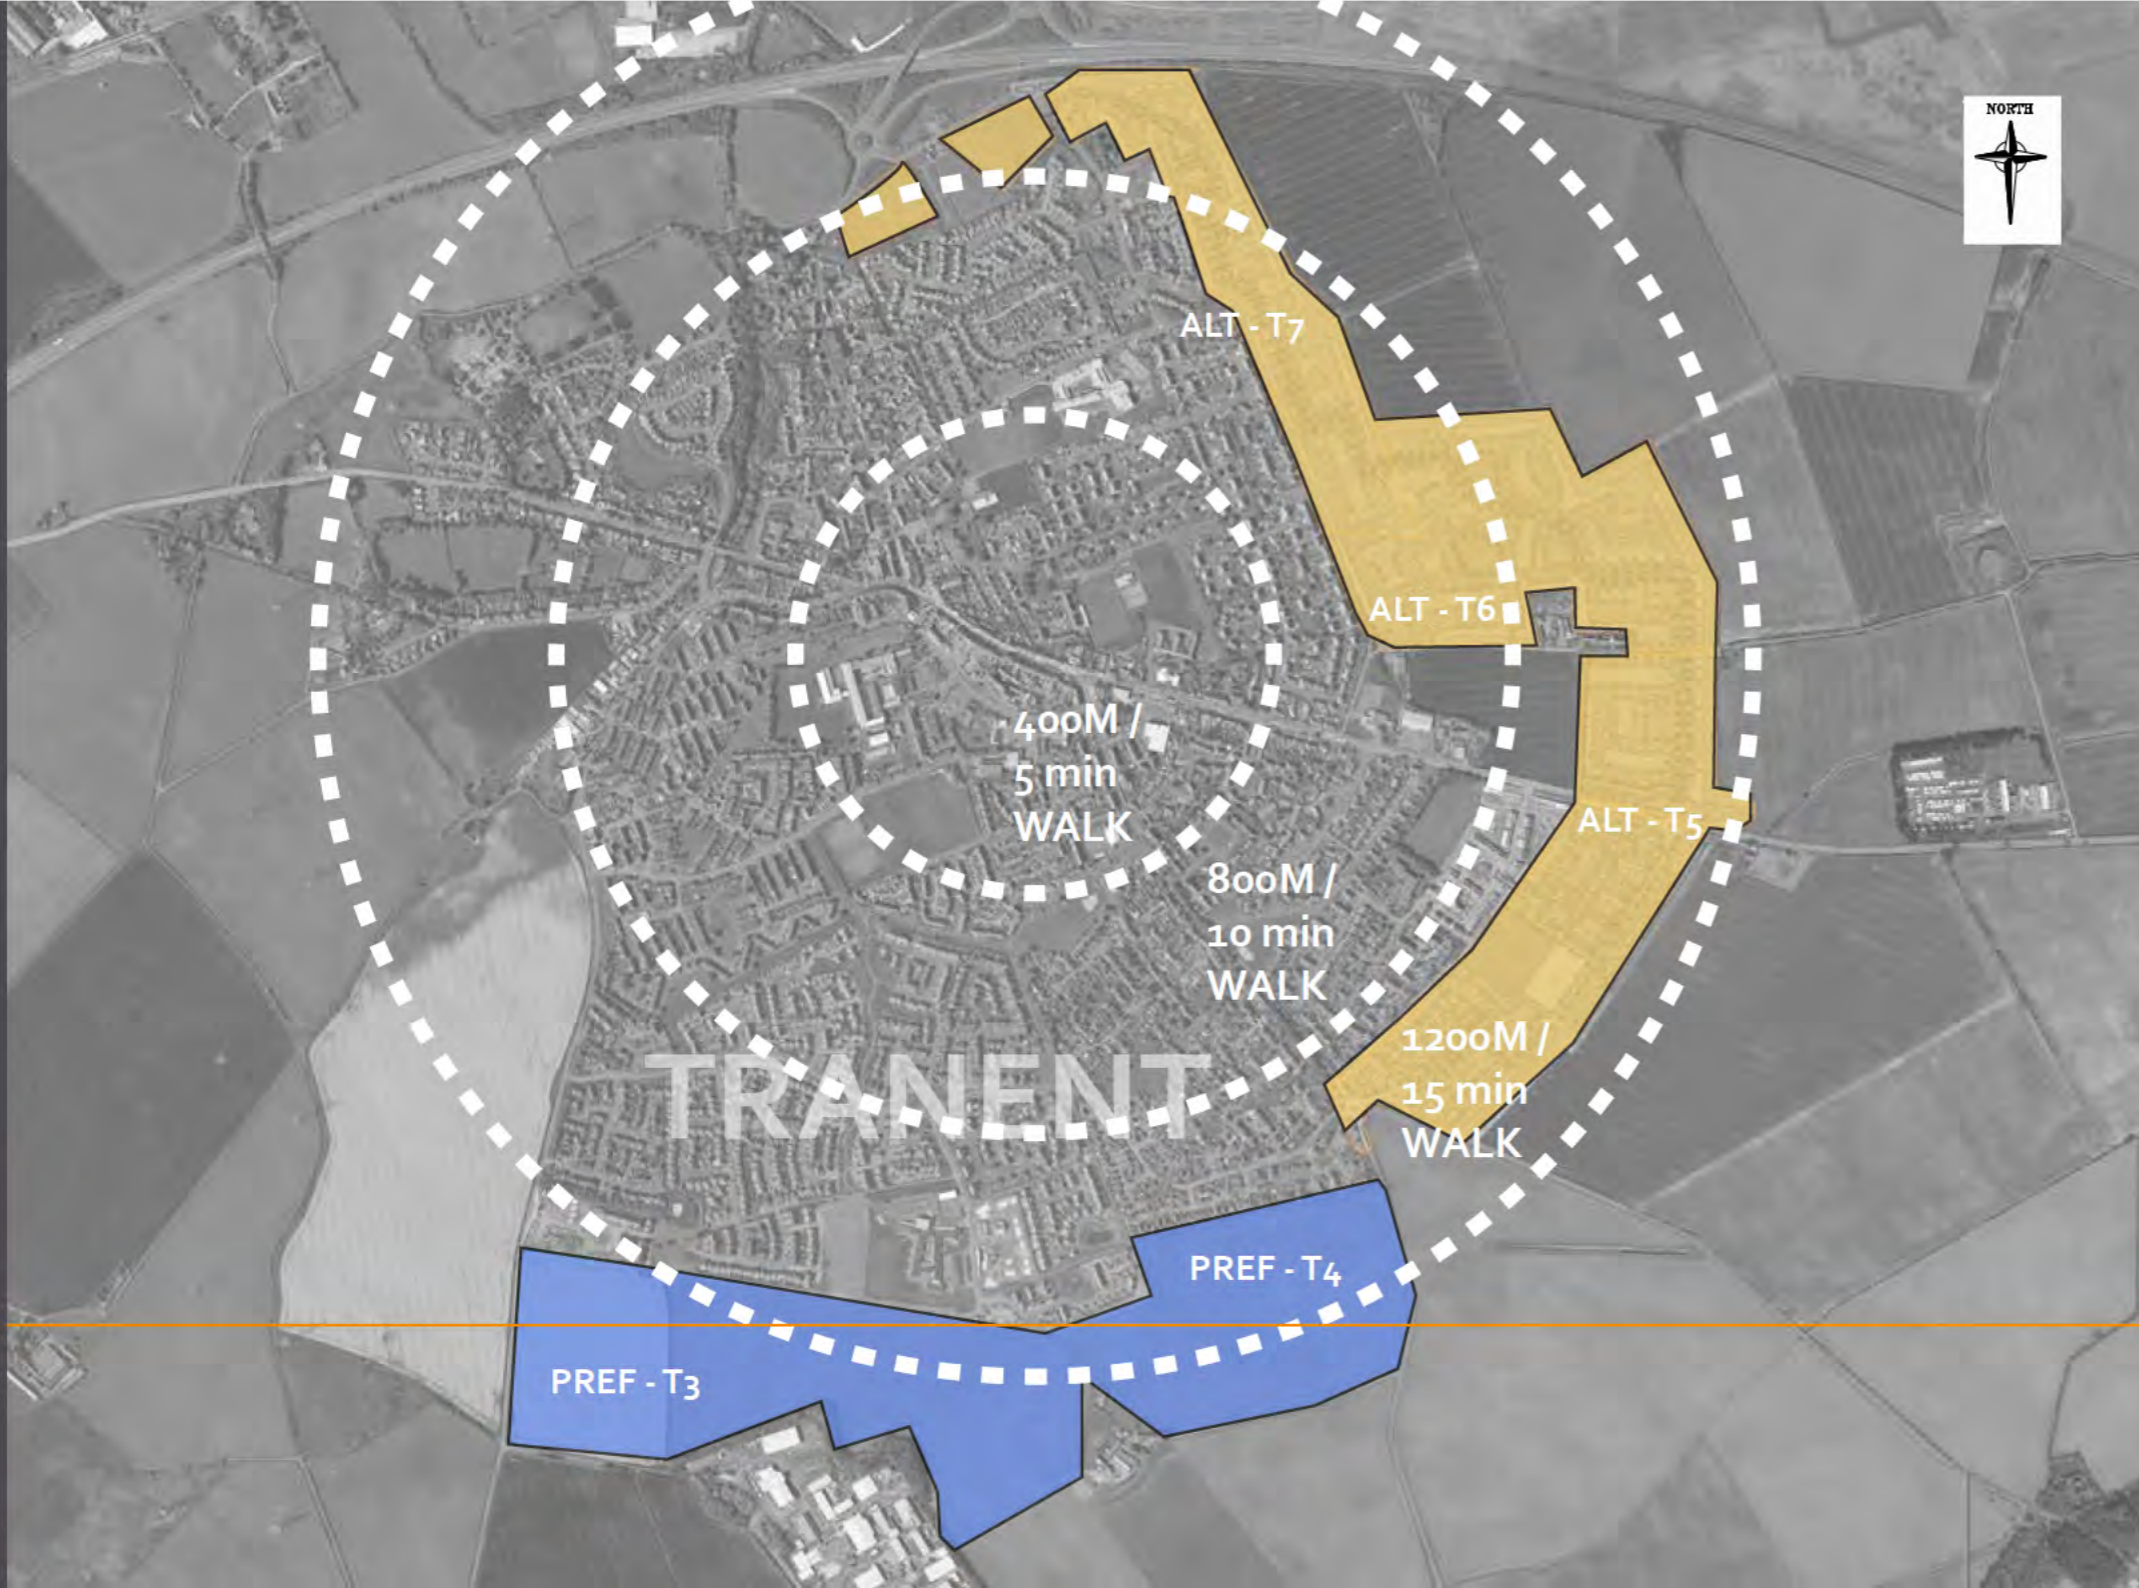 NORTH
ALT - T7
ALT - T6
400M /
5 min
WALK
ALT - T5
800M /
10 min
WALK
1200M /
15 min
WALK
TRANENT
PREF - T4
PREF - T3